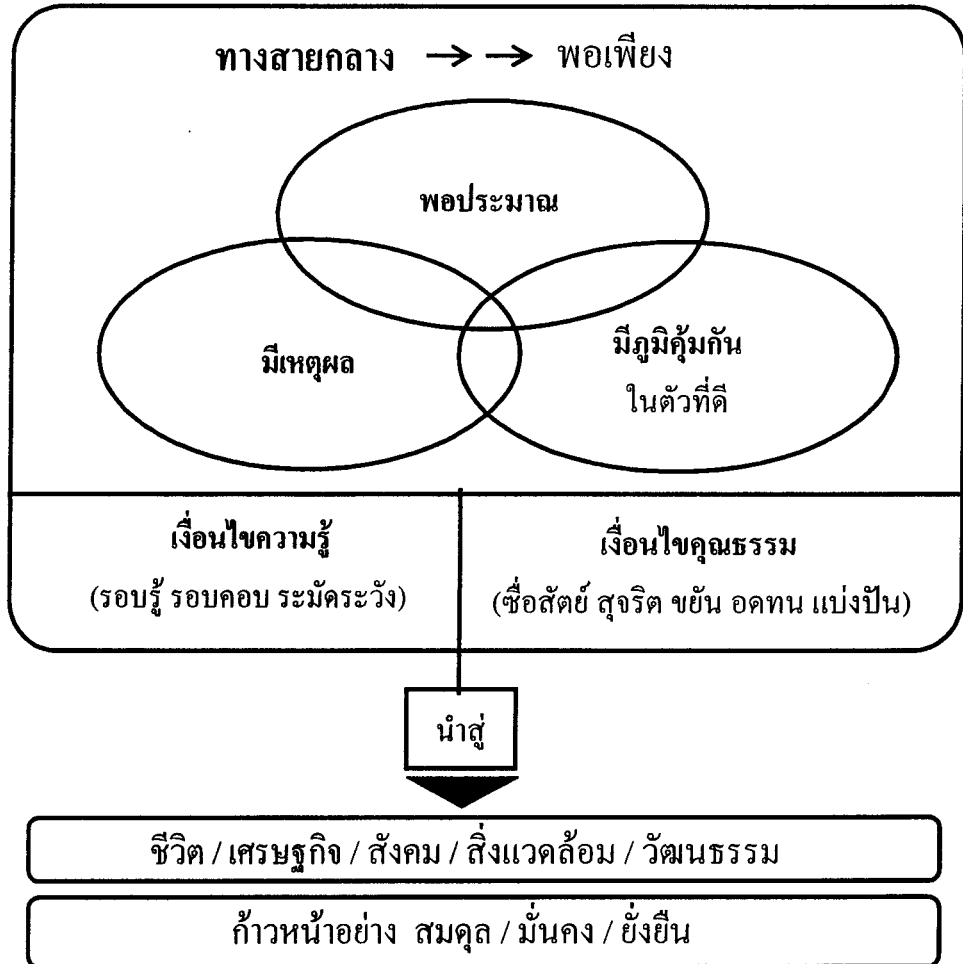 ทางสายกลาง → → พอเพียง
พอประมาณ
มีเหตุผล
มีภูมิคุ้มกัน
ในตัวที่ดี
เงื่อนไขความรู้
(รอบรู้ รอบคอบ ระมัดระวัง)
เงื่อนไขคุณธรรม
(ซื่อสัตย์ สุจริต ขยัน อดทน แบ่งปัน)
นำสู่
ชีวิต / เศรษฐกิจ / สังคม / สิ่งแวดล้อม / วัฒนธรรม
ก้าวหน้าอย่าง สมดุล / มั่นคง / ยั่งยืน